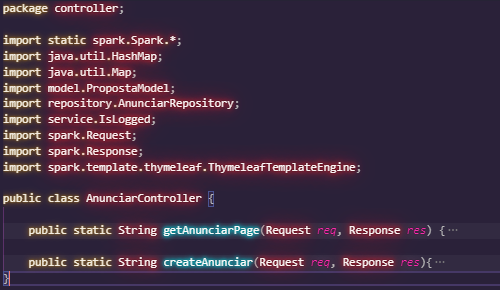 package controller;
import static spark.Spark.*;
import java.util.HashMap;
import java.util.Map;
import model.PropostaModel;
import repository.AnunciarRepository;
import service.IsLogged;
import spark.Request;
import spark.Response;
import spark.template.thymeleaf.ThymeleafTemplateEngine;
public class AnunciarController {
public static String getAnunciarPage(Request req, Response res) {···
public static String createAnunciar(Request req, Response res){···
}